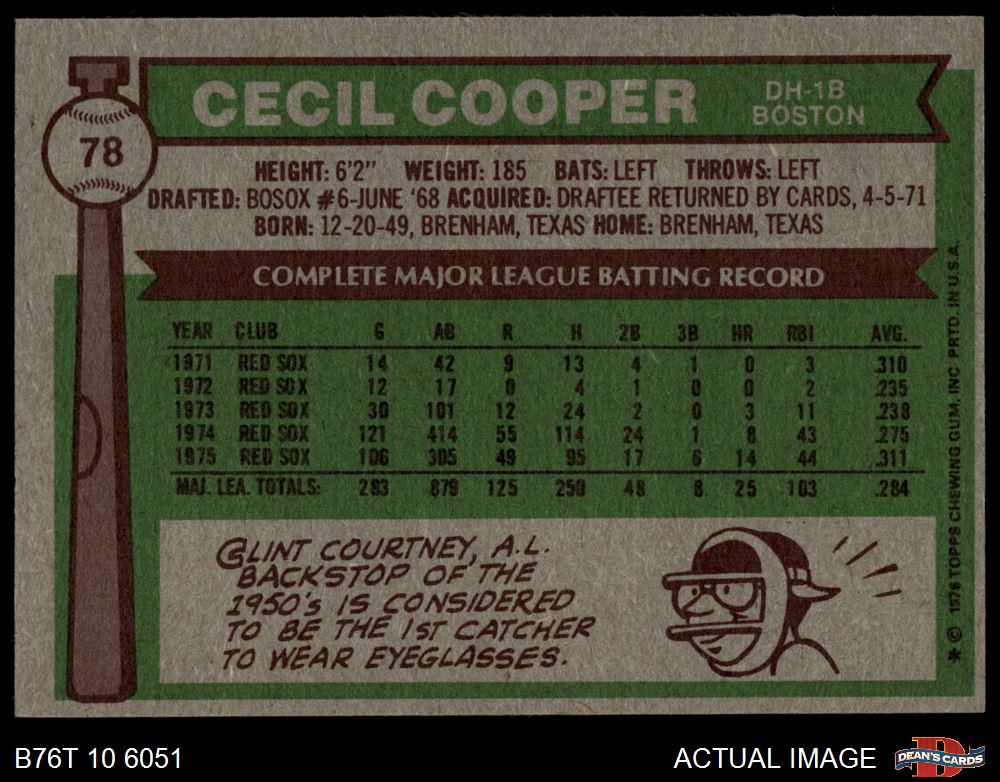 78
CECIL COOPER
DH-1B
BOSTON
HEIGHT: 6'2" WEIGHT: 185 BATS: LEFT THROWS: LEFT
DRAFTED: BOSOX #6-JUNE '68 ACQUIRED: DRAFTEE RETURNED BY CARDS, 4-5-71
BORN: 12-20-49, BRENHAM, TEXAS HOME: BRENHAM, TEXAS
COMPLETE MAJOR LEAGUE BATTING RECORD
YEAR CLUB G AB R H 2B 3B HR RBI AVG.
1971 RED SOX 14 42 9 13 4 1 0 3 .310
1972 RED SOX 12 17 0 4 1 0 0 2 .235
1973 RED SOX 30 101 12 24 2 0 3 11 .238
1974 RED SOX 121 414 55 114 24 1 8 43 .275
1975 RED SOX 106 305 49 95 17 6 14 44 .311
MAJ. LEA. TOTALS: 283 879 125 250 48 8 25 103 .284
CLINT COURTNEY, A.L.
BACKSTOP OF THE
1950's IS CONSIDERED
TO BE THE 1ST CATCHER
TO WEAR EYEGLASSES.
* © 1976 TOPPS CHEWING GUM, INC PRTD. IN U.S.A.
B76T 10 6051
ACTUAL IMAGE
D
DEAN'S CARDS